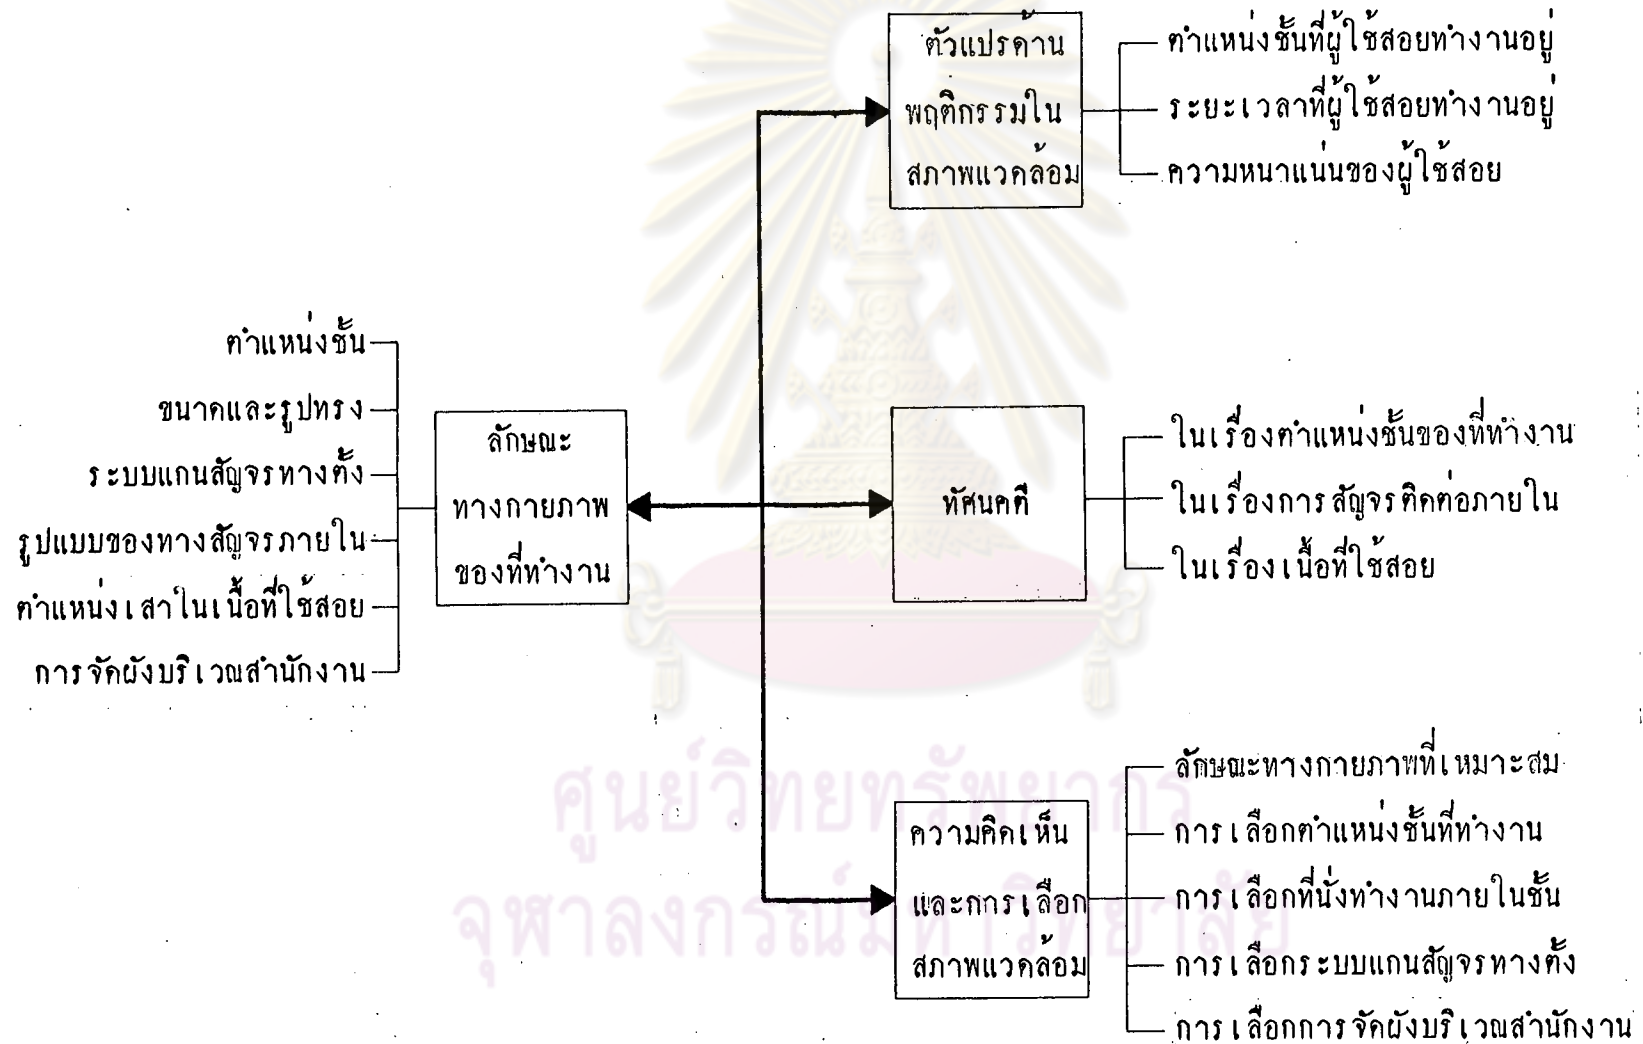 ตำแหน่งชั้น
ขนาดและรูปทรง
ระบบแกนสัญจรทางตั้ง
รูปแบบของทางสัญจรภายใน
ตำแหน่งเสาในเนื้อที่ใช้สอย
การจัดผังบริเวณสำนักงาน
ลักษณะ
ทางกายภาพ
ของที่ทำงาน
ตัวแปรด้าน
พฤติกรรมใน
สภาพแวดล้อม
ตำแหน่งชั้นที่ผู้ใช้สอยทำงานอยู่
ระยะเวลาที่ผู้ใช้สอยทำงานอยู่
ความหนาแน่นของผู้ใช้สอย
ทัศนคติ
ในเรื่องตำแหน่งชั้นของที่ทำงาน
ในเรื่องการสัญจรติดต่อภายใน
ในเรื่องเนื้อที่ใช้สอย
ความคิดเห็น
และการเลือก
สภาพแวดล้อม
ลักษณะทางกายภาพที่เหมาะสม
การเลือกตำแหน่งชั้นที่ทำงาน
การเลือกที่นั่งทำงานภายในชั้น
การเลือกระบบแกนสัญจรทางตั้ง
การเลือกการจัดผังบริเวณสำนักงาน
ศูนย์วิทยทรัพยากร
จุฬาลงกรณ์มหาวิทยาลัย